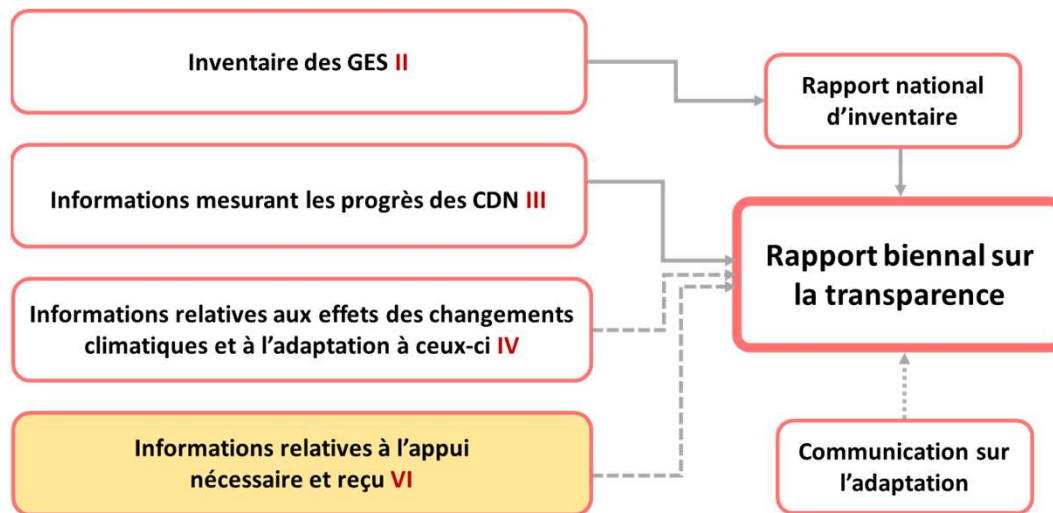 Inventaire des GES II
Rapport national
d’inventaire
Informations mesurant les progrès des CDN III
Rapport biennal sur
la transparence
Informations relatives aux effets des changements
climatiques et à l’adaptation à ceux-ci IV
Informations relatives à l’appui
nécessaire et reçu VI
Communication sur
l’adaptation